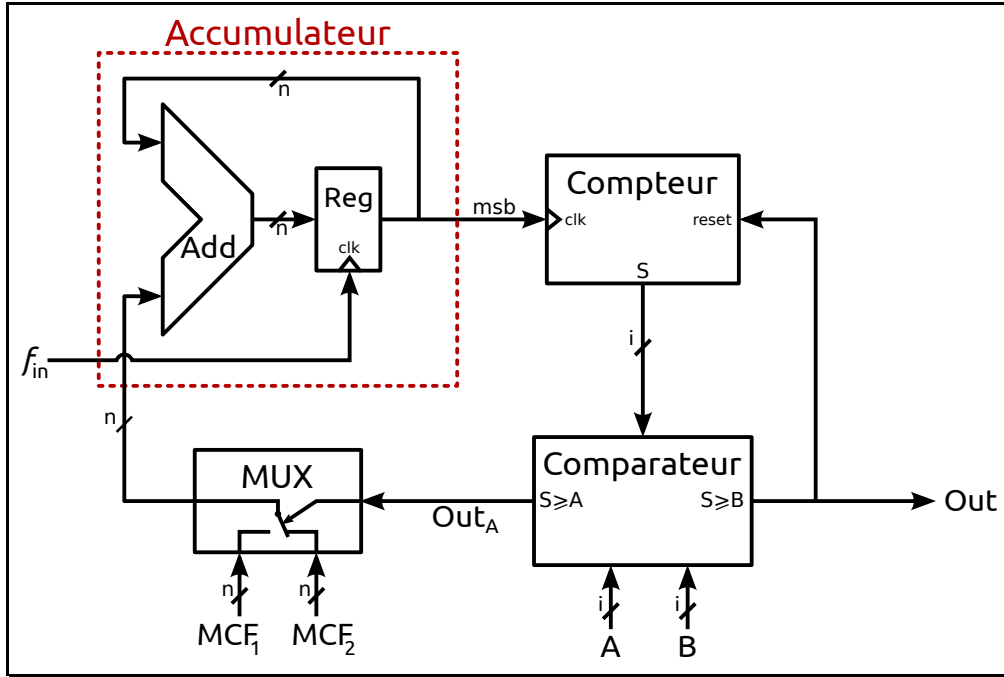 Accumulateur
n
Add
n
Reg
clk
msb
Compteur
clk
reset
S
f_in
i
n
MUX
Out_A
Comparateur
S⩾A
S⩾B
Out
n
n
MCF_1
MCF_2
i
i
A
B